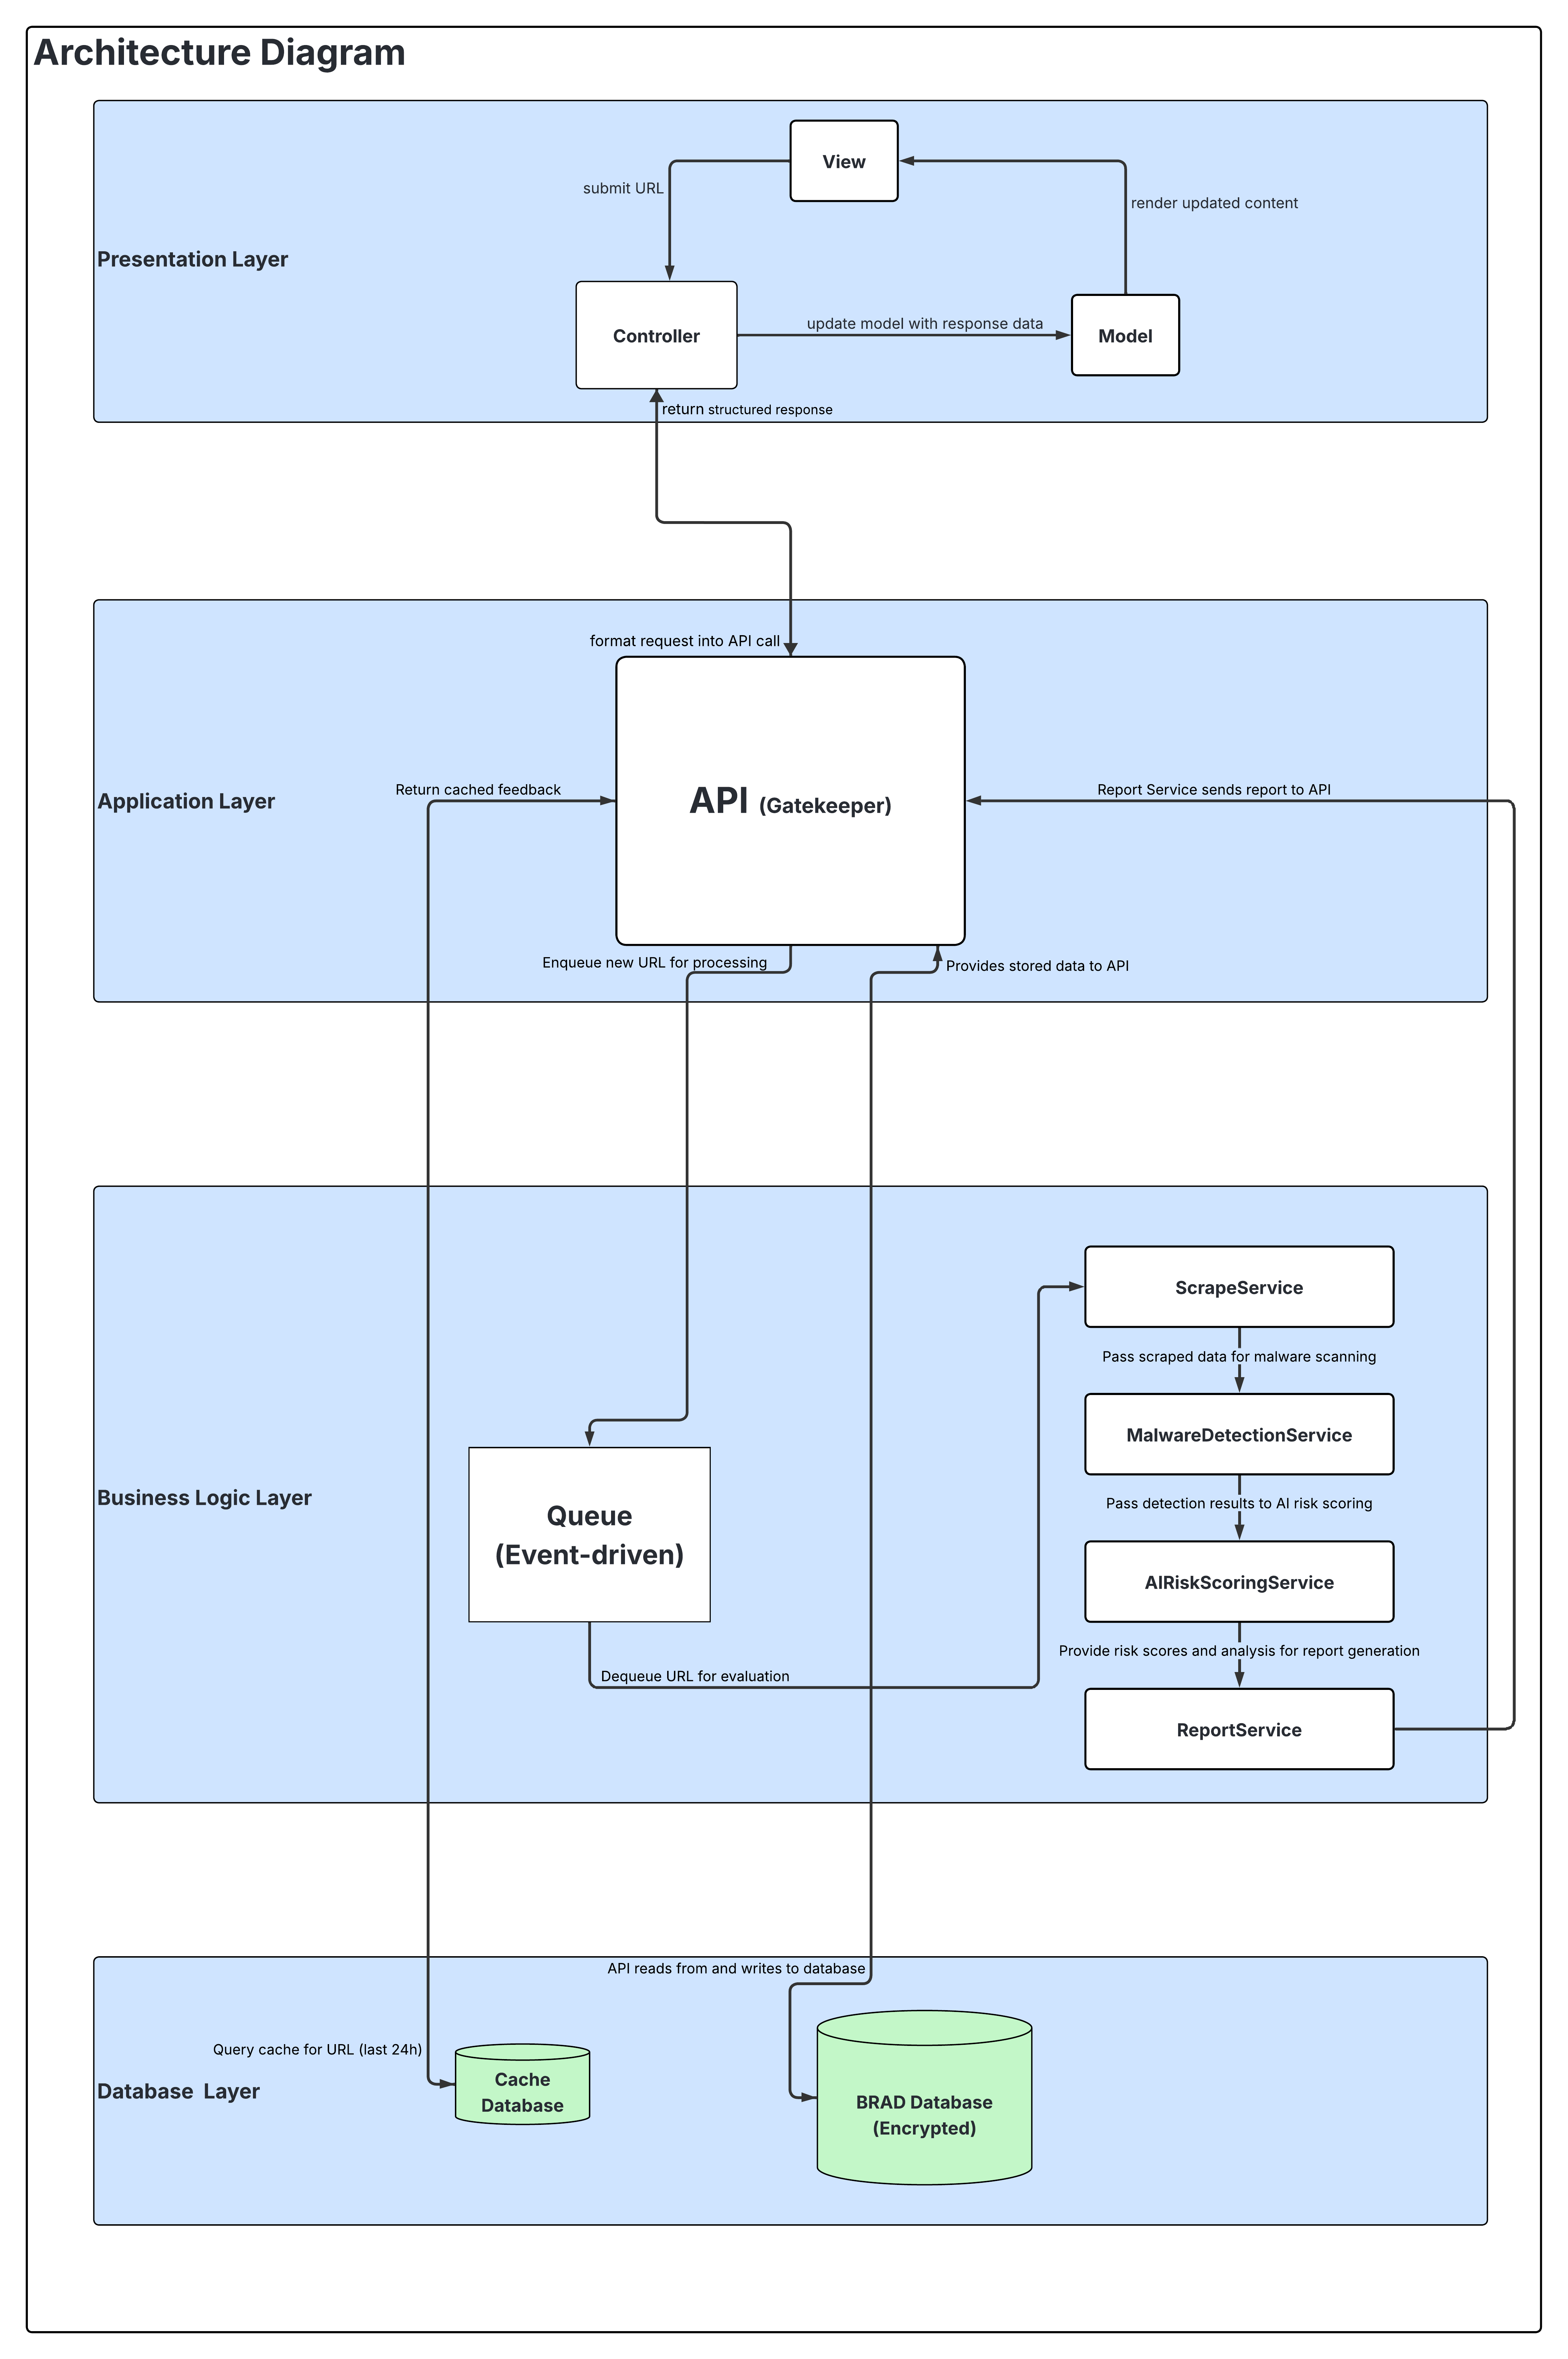 Architecture Diagram
View
submit URL
render updated content
Presentation Layer
Controller
update model with response data
Model
return structured response
format request into API call
Return cached feedback
Report Service sends report to API
Application Layer
API (Gatekeeper)
Enqueue new URL for processing
Provides stored data to API
ScrapeService
Pass scraped data for malware scanning
MalwareDetectionService
Business Logic Layer
Queue
(Event-driven)
Pass detection results to AI risk scoring
AIRiskScoringService
Provide risk scores and analysis for report generation
Dequeue URL for evaluation
ReportService
API reads from and writes to database
Query cache for URL (last 24h)
Database  Layer
Cache
Database
BRAD Database
(Encrypted)